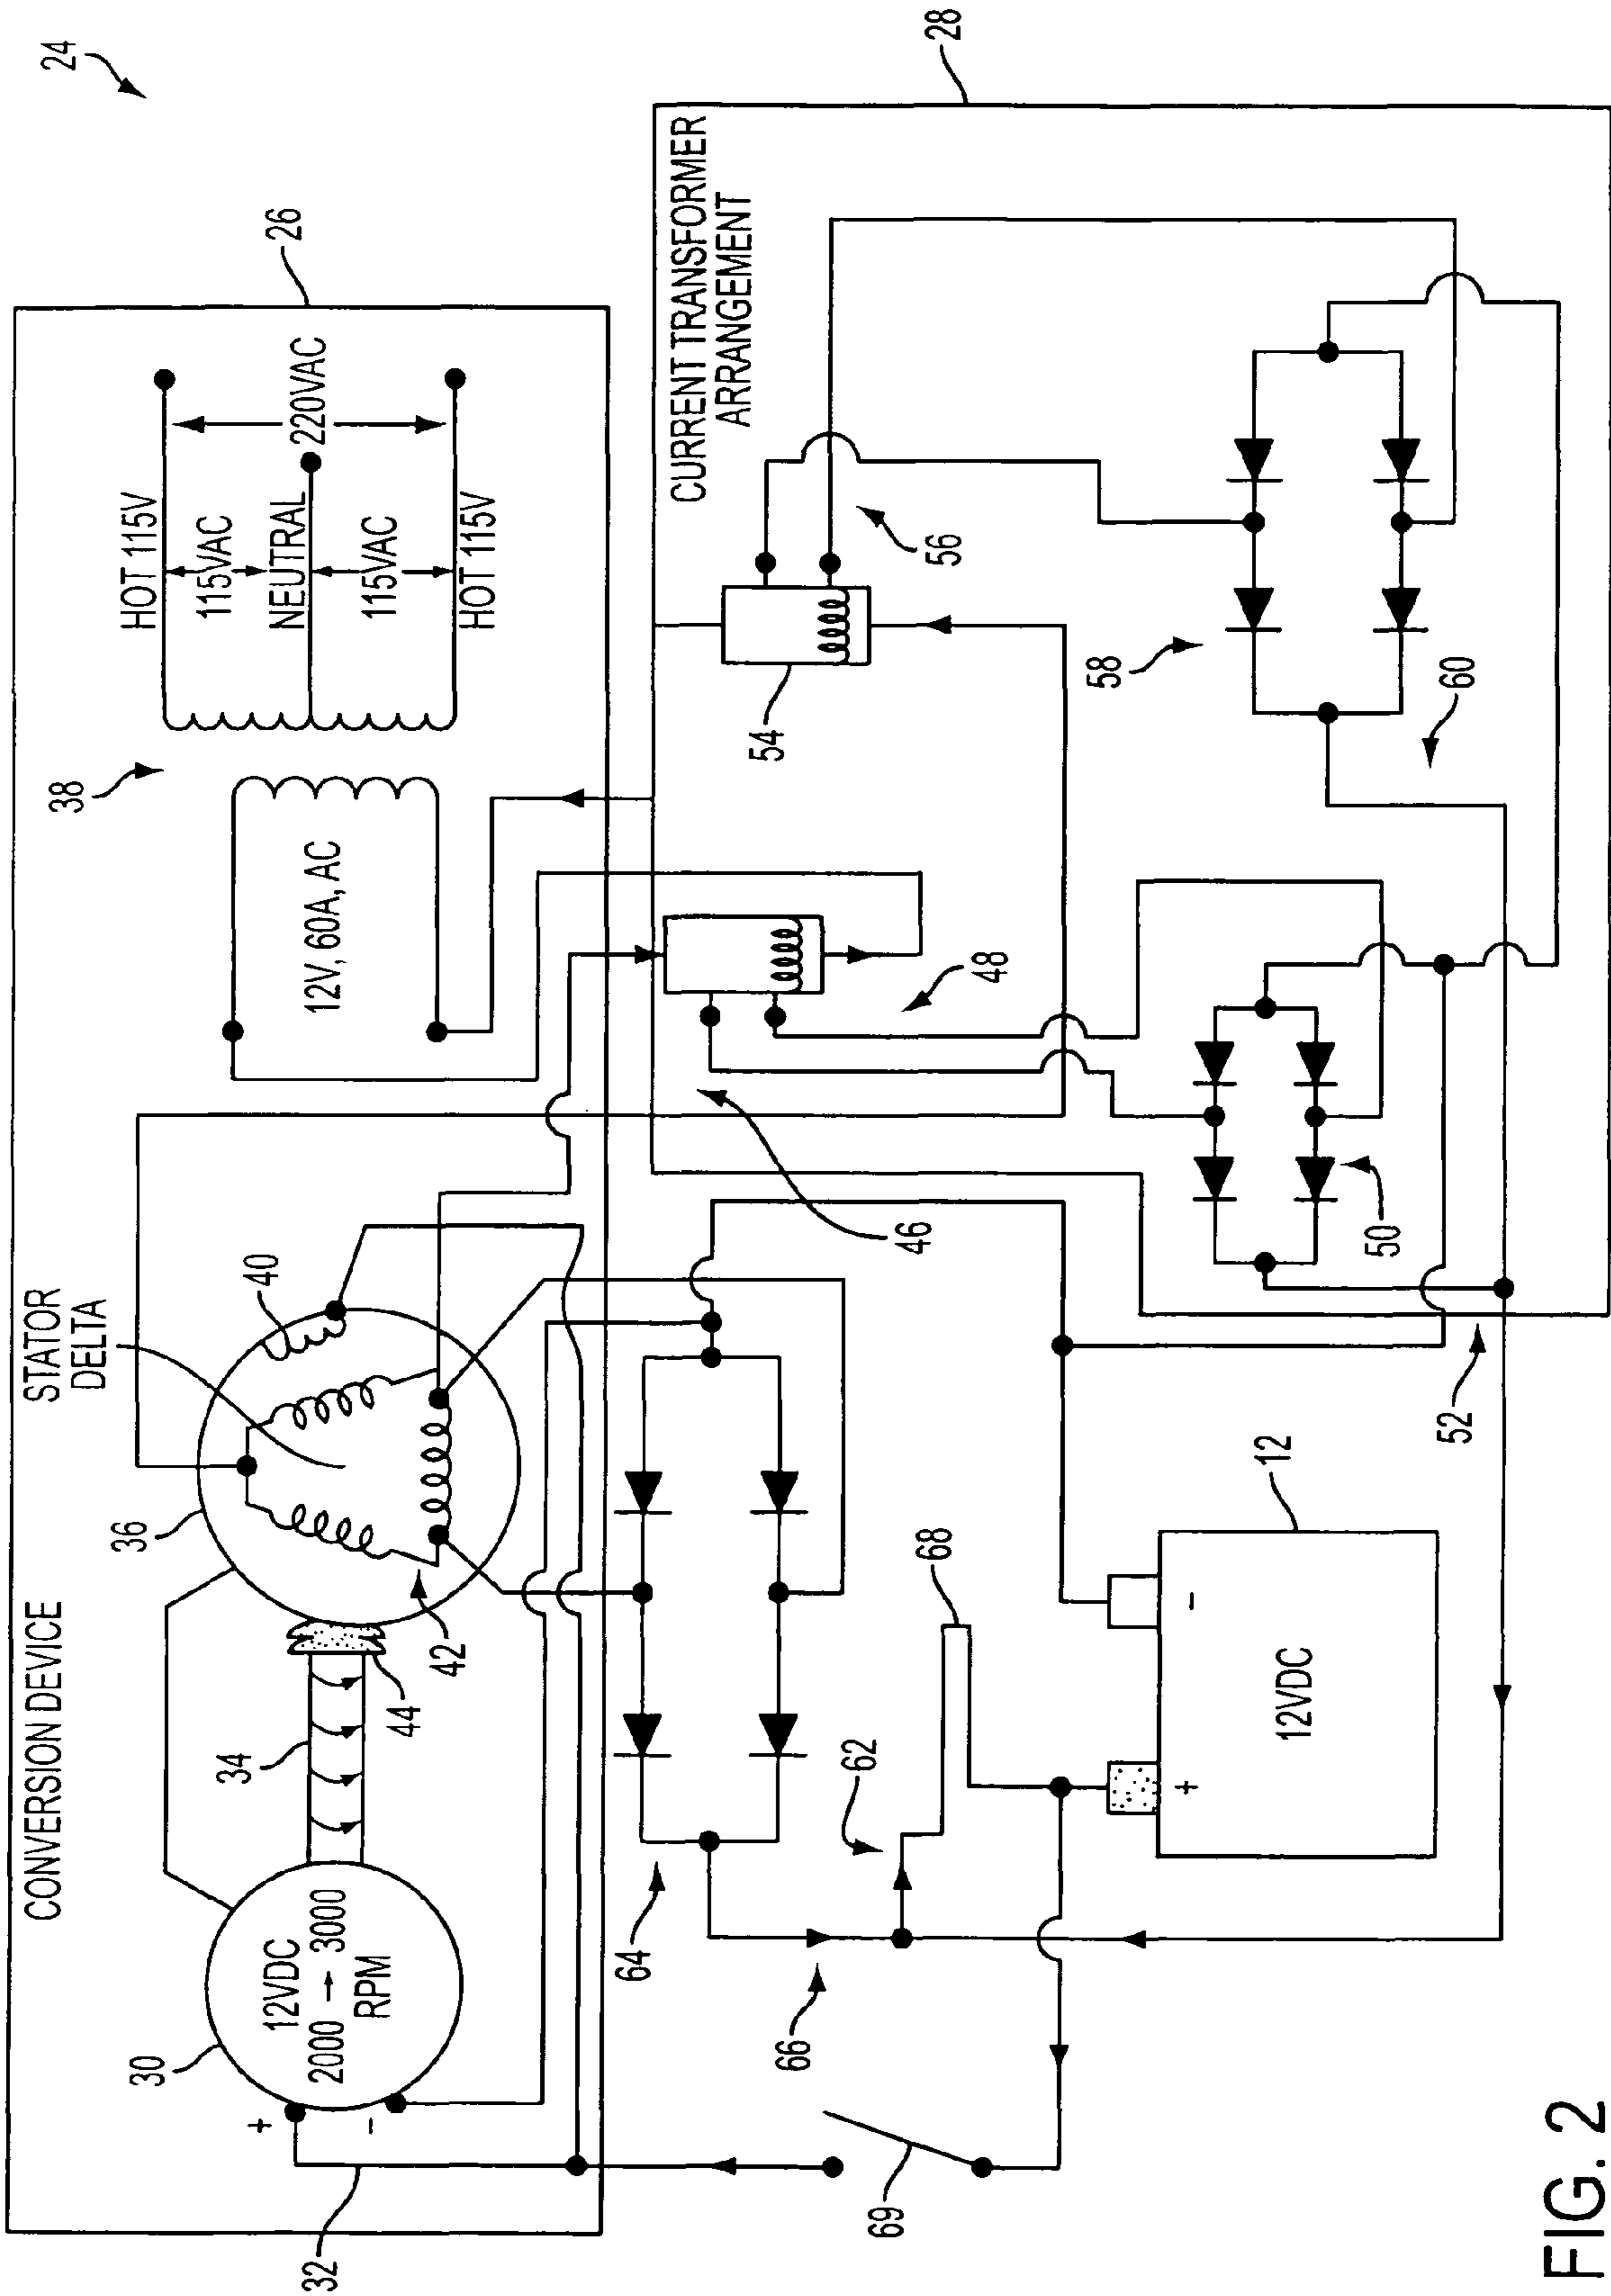 24
CONVERSION DEVICE
STATOR
DELTA
26
38
HOT 115V
115VAC
NEUTRAL
115VAC
HOT 115V
220VAC
30
12VDC
2000 → 3000
RPM
+
-
32
34
44
36
42
40
12V, 60A, AC
CURRENT TRANSFORMER
ARRANGEMENT
28
46
48
54
56
64
66
62
68
69
50
52
58
60
12
+
-
12VDC
FIG. 2